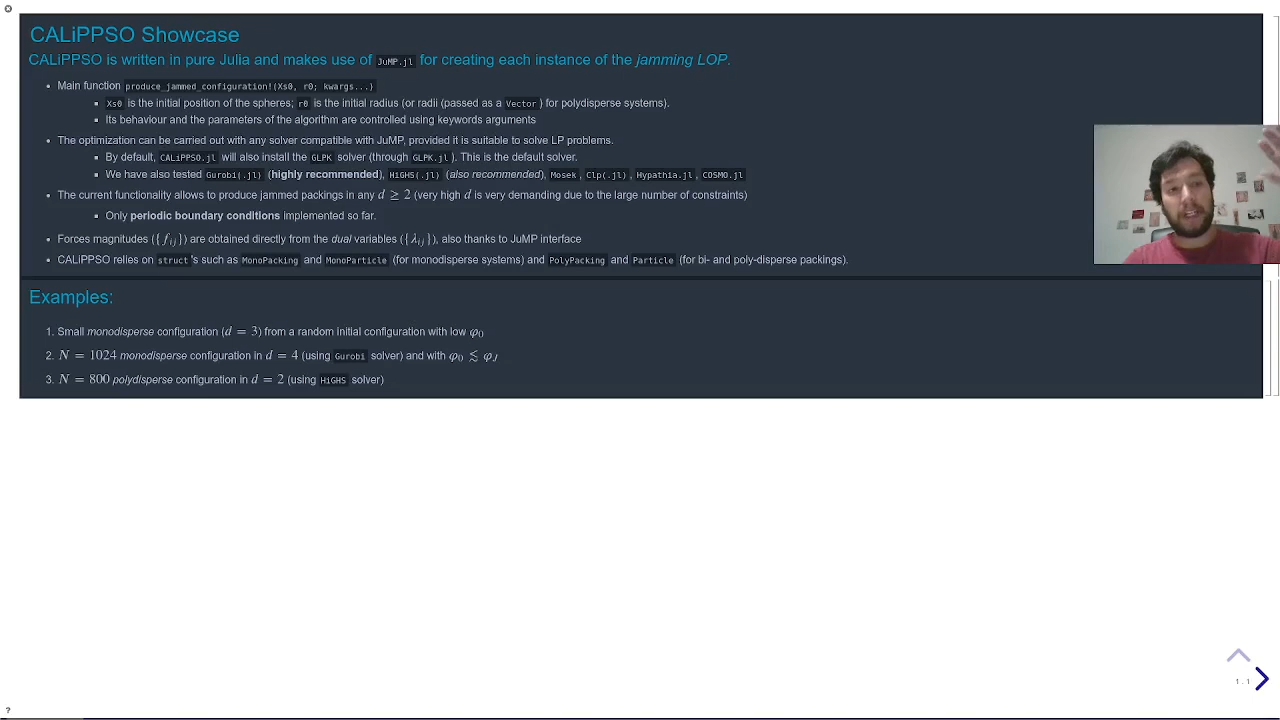 CALiPPSO Showcase
CALiPPSO is written in pure Julia and makes use of JuMP.jl for creating each instance of the jamming LOP.
• Main function produce_jammed_configuration!(Xs0, r0; kwargs...)
▪ Xs0 is the initial position of the spheres; r0 is the initial radius (or radii (passed as a Vector) for polydisperse systems).
▪ Its behaviour and the parameters of the algorithm are controlled using keywords arguments
• The optimization can be carried out with any solver compatible with JuMP, provided it is suitable to solve LP problems.
▪ By default, CALiPPSO.jl will also install the GLPK solver (through GLPK.jl). This is the default solver.
▪ We have also tested Gurobi(.jl) (highly recommended), HiGHS(.jl) (also recommended), Mosek, Clp(.jl), Hypathia.jl, COSMO.jl
• The current functionality allows to produce jammed packings in any d ≥ 2 (very high d is very demanding due to the large number of constraints)
▪ Only periodic boundary conditions implemented so far.
• Forces magnitudes ({f_ij}) are obtained directly from the dual variables ({λ_ij}), also thanks to JuMP interface
• CALiPPSO relies on struct's such as MonoPacking and MonoParticle (for monodisperse systems) and PolyPacking and Particle (for bi- and poly-disperse packings).
Examples:
1. Small monodisperse configuration (d = 3) from a random initial configuration with low φ₀
2. N = 1024 monodisperse configuration in d = 4 (using Gurobi solver) and with φ₀ ≲ φ_J
3. N = 800 polydisperse configuration in d = 2 (using HiGHS solver)
1.1
?